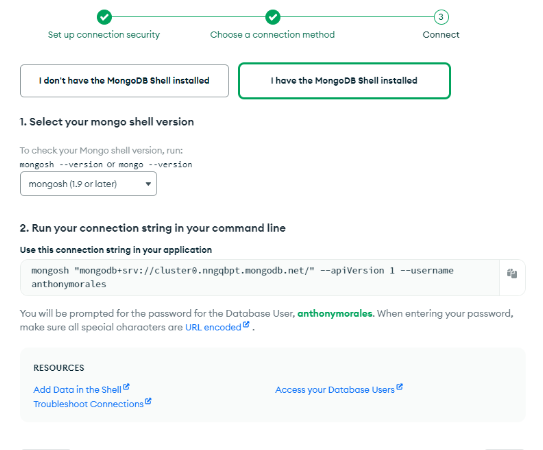 3
Set up connection security
Choose a connection method
Connect
I don't have the MongoDB Shell installed
I have the MongoDB Shell installed
1. Select your mongo shell version
To check your Mongo shell version, run:
mongosh --version or mongo --version
mongosh (1.9 or later)
2. Run your connection string in your command line
Use this connection string in your application
mongosh "mongodb+srv://cluster0.nngqbpt.mongodb.net/" --apiVersion 1 --username
anthonymorales
You will be prompted for the password for the Database User, anthonymorales. When entering your password,
make sure all special characters are URL encoded .
RESOURCES
Add Data in the Shell
Access your Database Users
Troubleshoot Connections